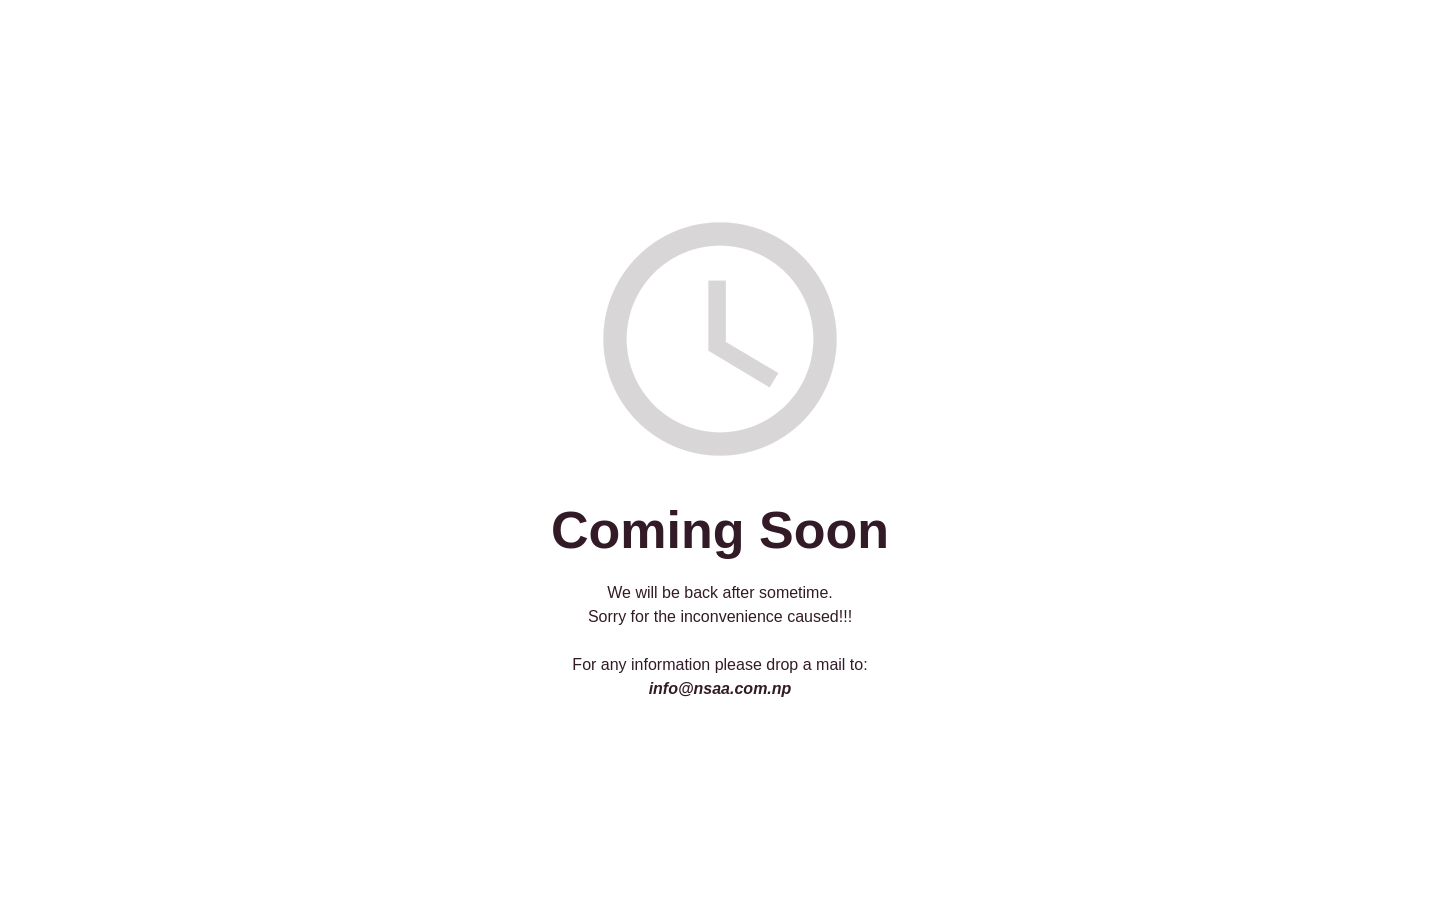 Coming Soon
We will be back after sometime.
Sorry for the inconvenience caused!!!
For any information please drop a mail to:
info@nsaa.com.np